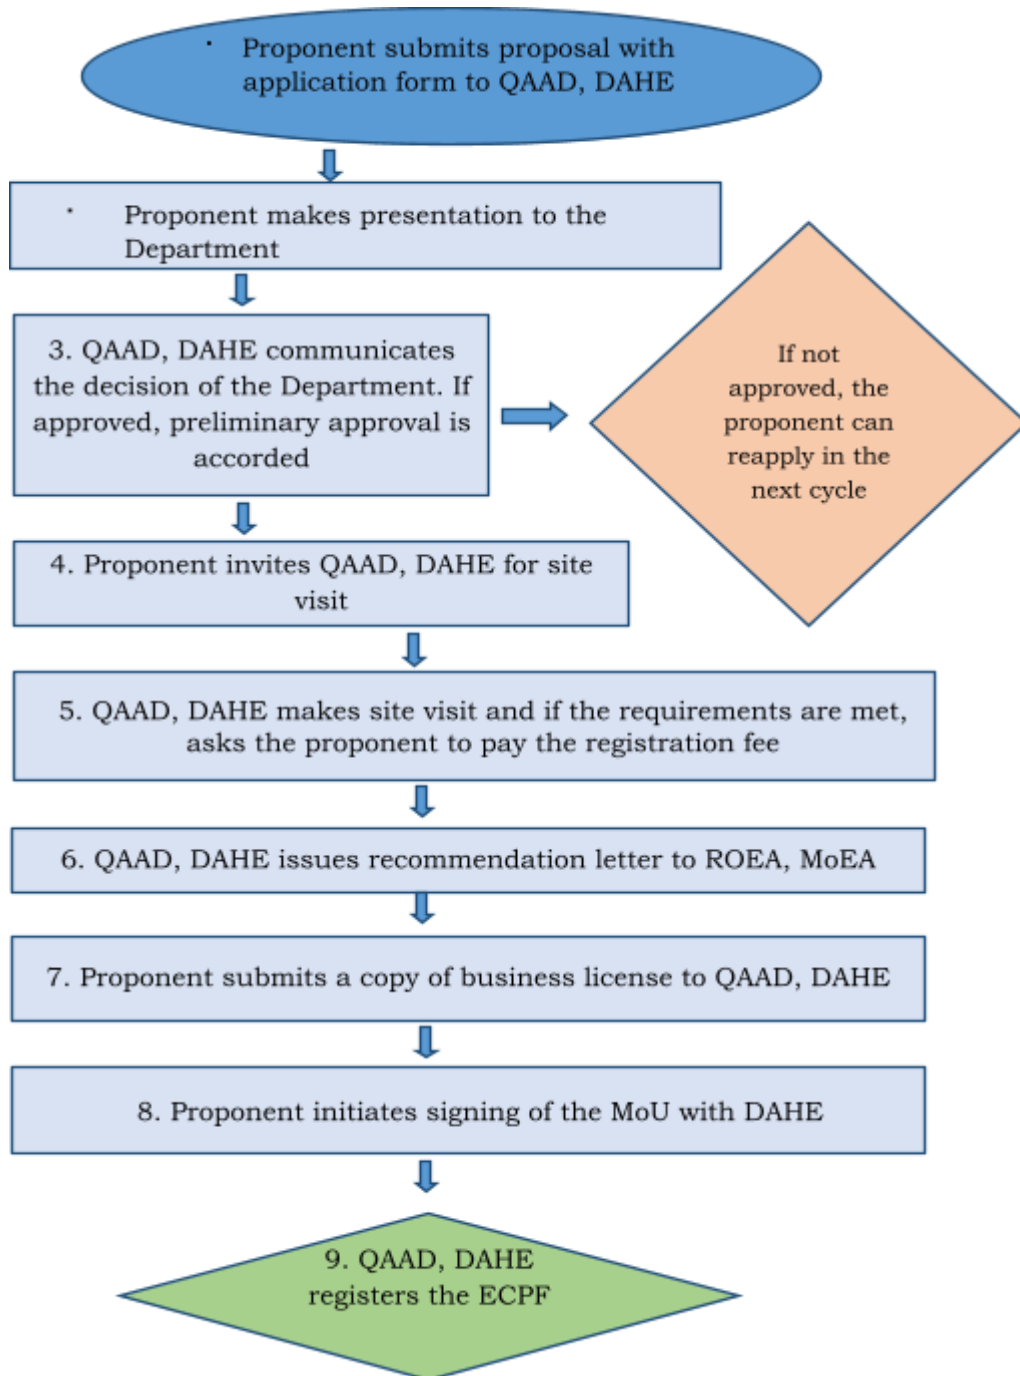 · Proponent submits proposal with
application form to QAAD, DAHE
· Proponent makes presentation to the
Department
3. QAAD, DAHE communicates
the decision of the Department. If
approved, preliminary approval is
accorded
If not
approved, the
proponent can
reapply in the
next cycle
4. Proponent invites QAAD, DAHE for site
visit
5. QAAD, DAHE makes site visit and if the requirements are met,
asks the proponent to pay the registration fee
6. QAAD, DAHE issues recommendation letter to ROEA, MoEA
7. Proponent submits a copy of business license to QAAD, DAHE
8. Proponent initiates signing of the MoU with DAHE
9. QAAD, DAHE
registers the ECPF